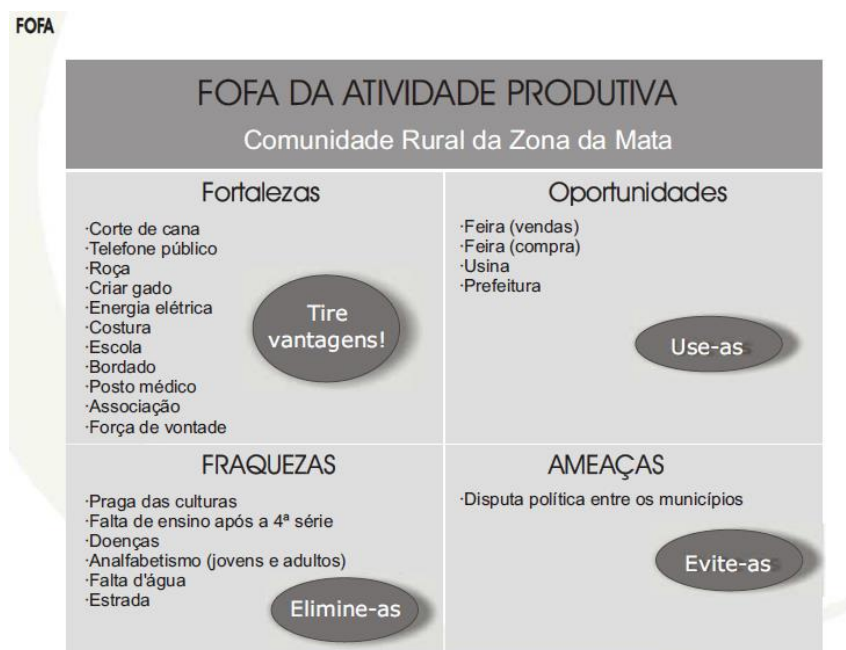 FOFA
FOFA DA ATIVIDADE PRODUTIVA
Comunidade Rural da Zona da Mata
Fortalezas
·Corte de cana
·Telefone público
·Roça
·Criar gado
·Energia elétrica
·Costura
·Escola
·Bordado
·Posto médico
·Associação
·Força de vontade
Tire
vantagens!
Oportunidades
·Feira (vendas)
·Feira (compra)
·Usina
·Prefeitura
Use-as
FRAQUEZAS
·Praga das culturas
·Falta de ensino após a 4ª série
·Doenças
·Analfabetismo (jovens e adultos)
·Falta d'água
·Estrada
Elimine-as
AMEAÇAS
·Disputa política entre os municípios
Evite-as